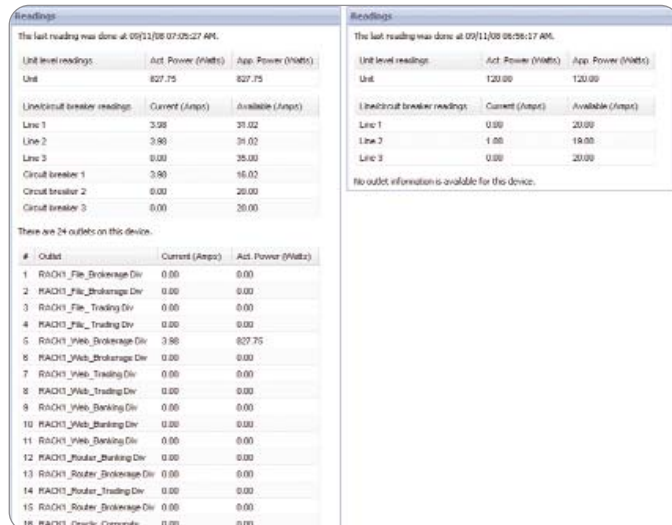 Readings
The last reading was done at 09/11/08 07:05:27 AM.
Unit level readings Act. Power (Watts) App. Power (Watts)
Unit 827.75 827.75
Line/circuit breaker readings Current (Amps) Available (Amps)
Line 1 3.98 31.02
Line 2 3.98 31.02
Line 3 0.00 35.00
Circuit breaker 1 3.98 16.02
Circuit breaker 2 0.00 20.00
Circuit breaker 3 0.00 20.00
There are 24 outlets on this device.
# Outlet Current (Amps) Act. Power (Watts)
1 RACK1_File_Brokerage Div 0.00 0.00
2 RACK1_File_Brokerage Div 0.00 0.00
3 RACK1_File_ Trading Div 0.00 0.00
4 RACK1_File_ Trading Div 0.00 0.00
5 RACK1_Web_Brokerage Div 3.98 827.75
6 RACK1_Web_Brokerage Div 0.00 0.00
7 RACK1_Web_Trading Div 0.00 0.00
8 RACK1_Web_Trading Div 0.00 0.00
9 RACK1_Web_Banking Div 0.00 0.00
10 RACK1_Web_Banking Div 0.00 0.00
11 RACK1_Web_Banking Div 0.00 0.00
12 RACK1_Router_Banking Div 0.00 0.00
13 RACK1_Router_Brokerage Div 0.00 0.00
14 RACK1_Router_Trading Div 0.00 0.00
15 RACK1_Router_Brokerage Div 0.00 0.00
16 RACK1_Oracle_Corporate 0.00 0.00
Readings
The last reading was done at 09/11/08 06:56:17 AM.
Unit level readings Act. Power (Watts) App. Power (Watts)
Unit 120.00 120.00
Line/circuit breaker readings Current (Amps) Available (Amps)
Line 1 0.00 20.00
Line 2 1.00 19.00
Line 3 0.00 20.00
No outlet information is available for this device.